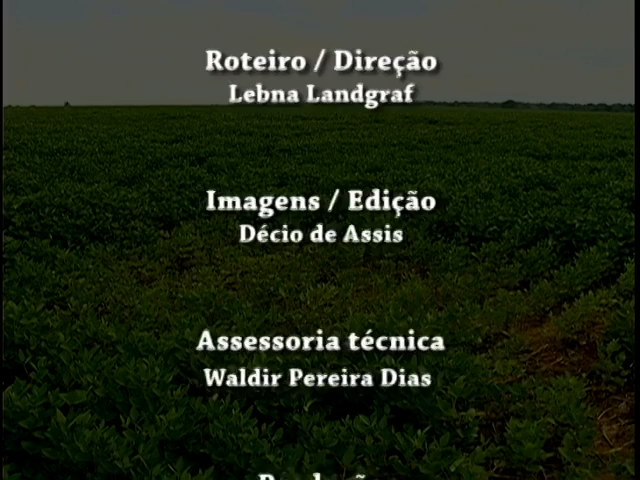 Roteiro / Direção
Lebna Landgraf
Imagens / Edição
Décio de Assis
Assessoria técnica
Waldir Pereira Dias